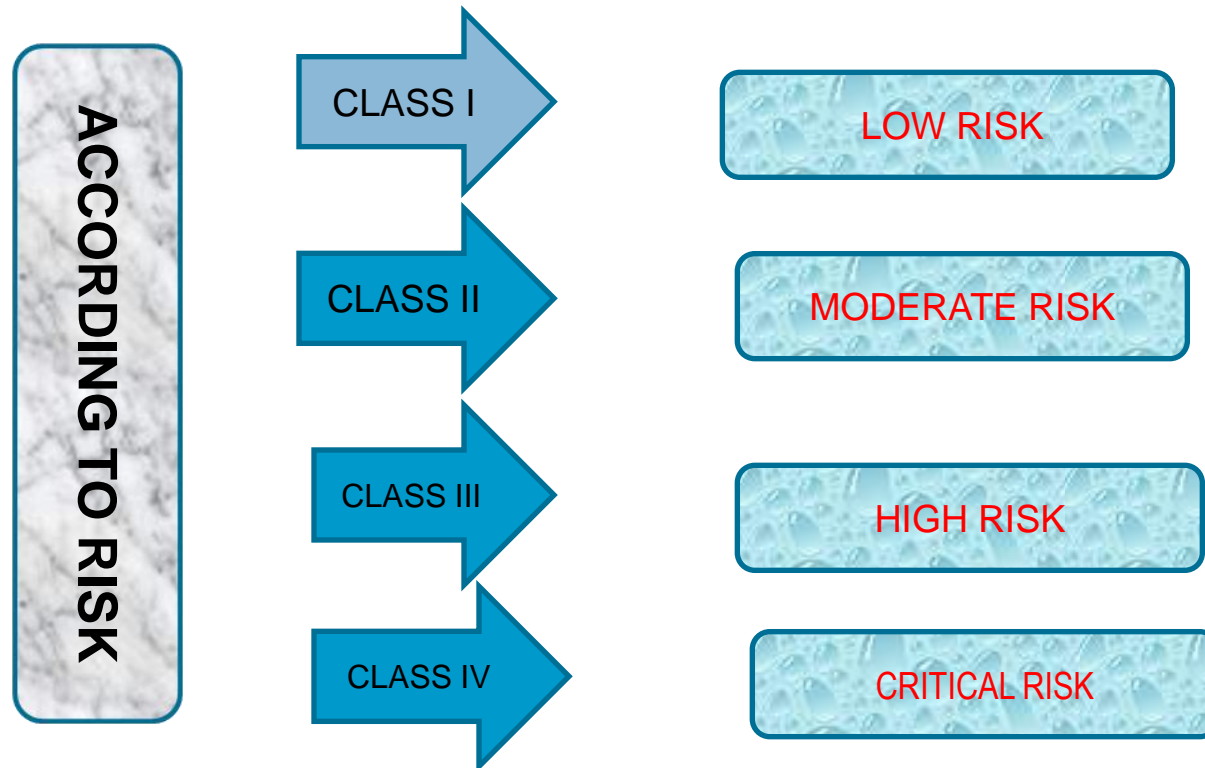 ACCORDING TO RISK
CLASS I
LOW RISK
CLASS II
MODERATE RISK
CLASS III
HIGH RISK
CLASS IV
CRITICAL RISK